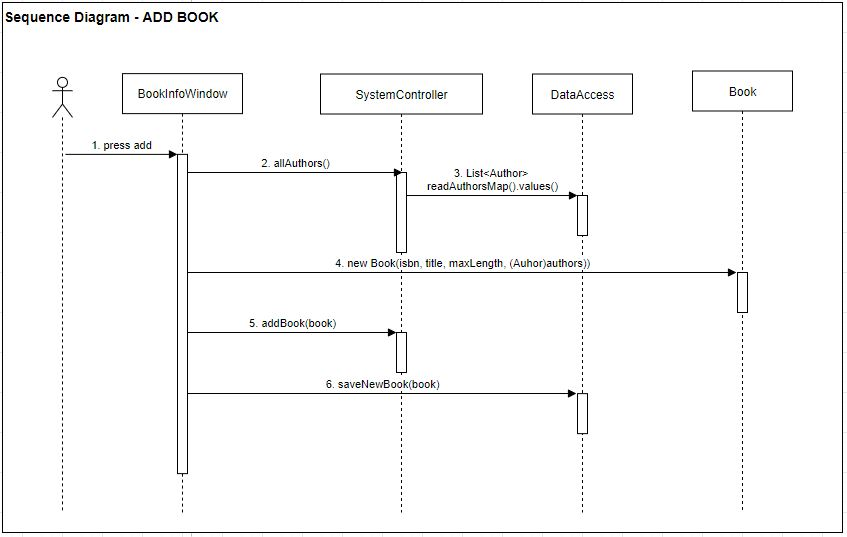 Sequence Diagram - ADD BOOK
BookInfoWindow
SystemController
DataAccess
Book
1. press add
2. allAuthors()
3. List<Author>
readAuthorsMap().values()
4. new Book(isbn, title, maxLength, (Auhor)authors))
5. addBook(book)
6. saveNewBook(book)